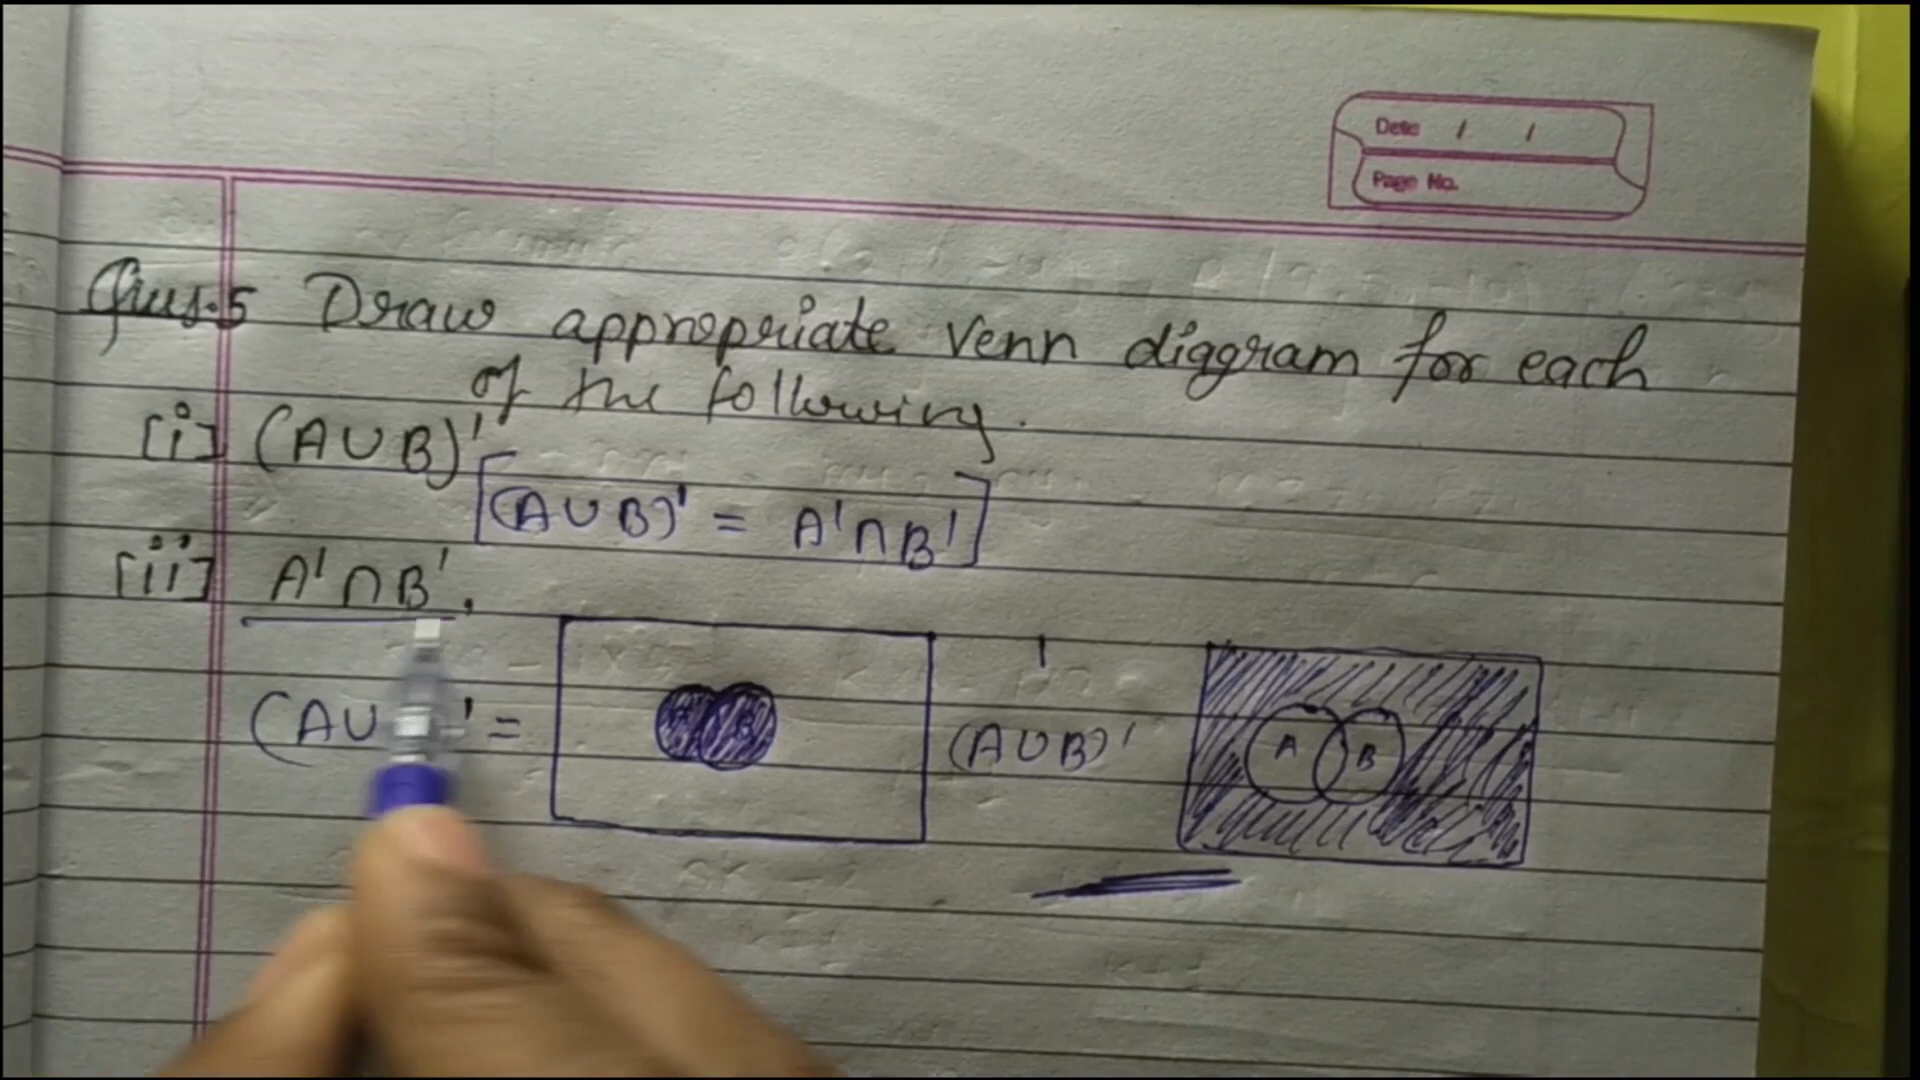 Date / /
Page No.
Ques.5 Draw appropriate Venn diggram for each
of the following.
[i] (A∪B)'
[(A∪B)' = A'∩B']
[ii] A'∩B'.
(A∪ ' =
B
(A∪B)'
A B